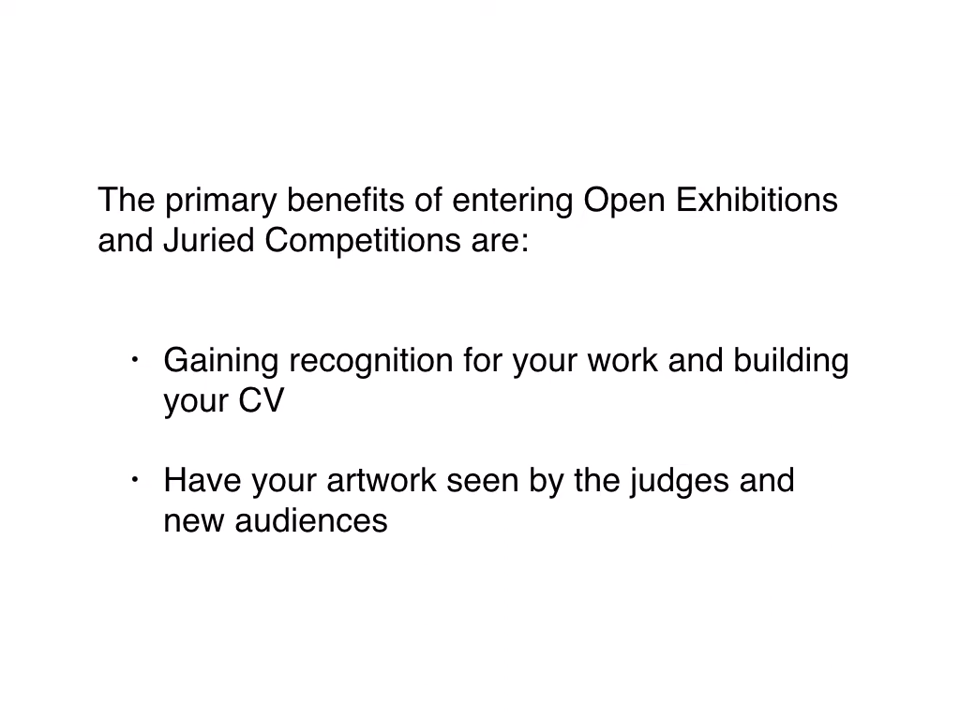 The primary benefits of entering Open Exhibitions
and Juried Competitions are:
· Gaining recognition for your work and building
your CV
· Have your artwork seen by the judges and
new audiences